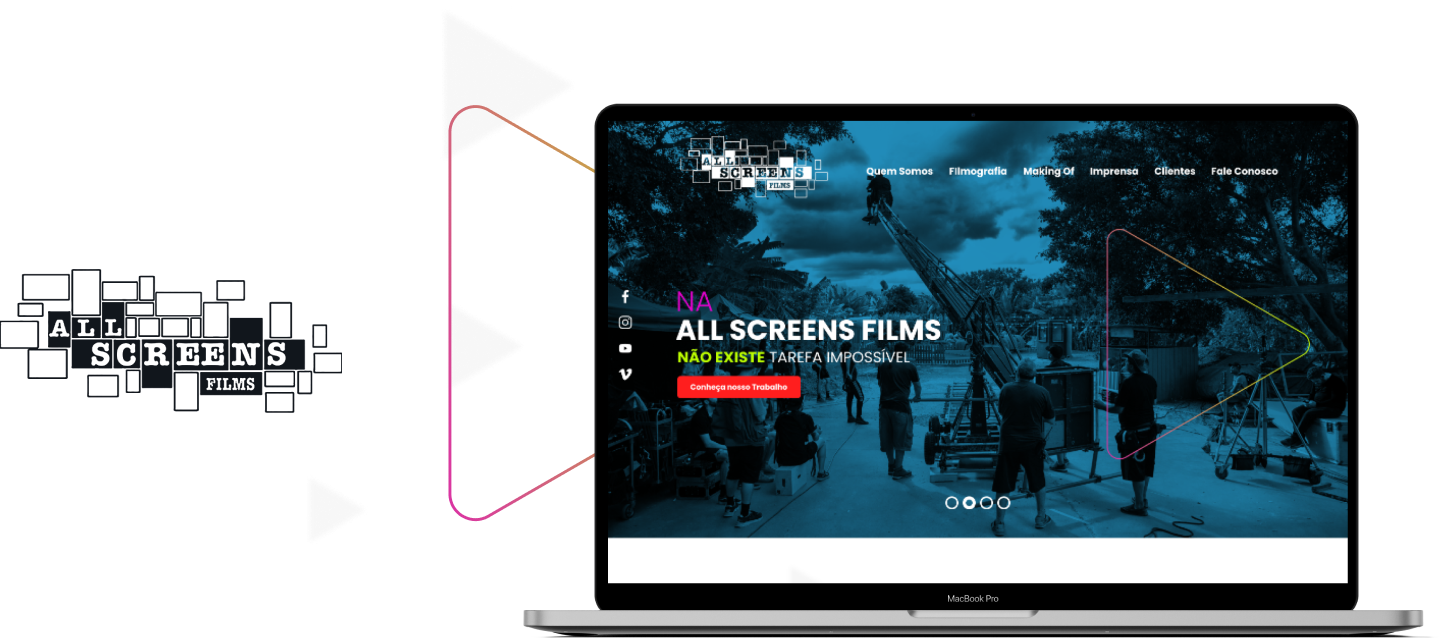 ALL
SCREENS
FILMS
ALL
SCREENS
FILMS
Quem Somos FIlmografia Making Of Imprensa Clientes Fale Conosco
NA
ALL SCREENS FILMS
NÃO EXISTE TAREFA IMPOSSÍVEL
Conheça nosso Trabalho
MacBook Pro